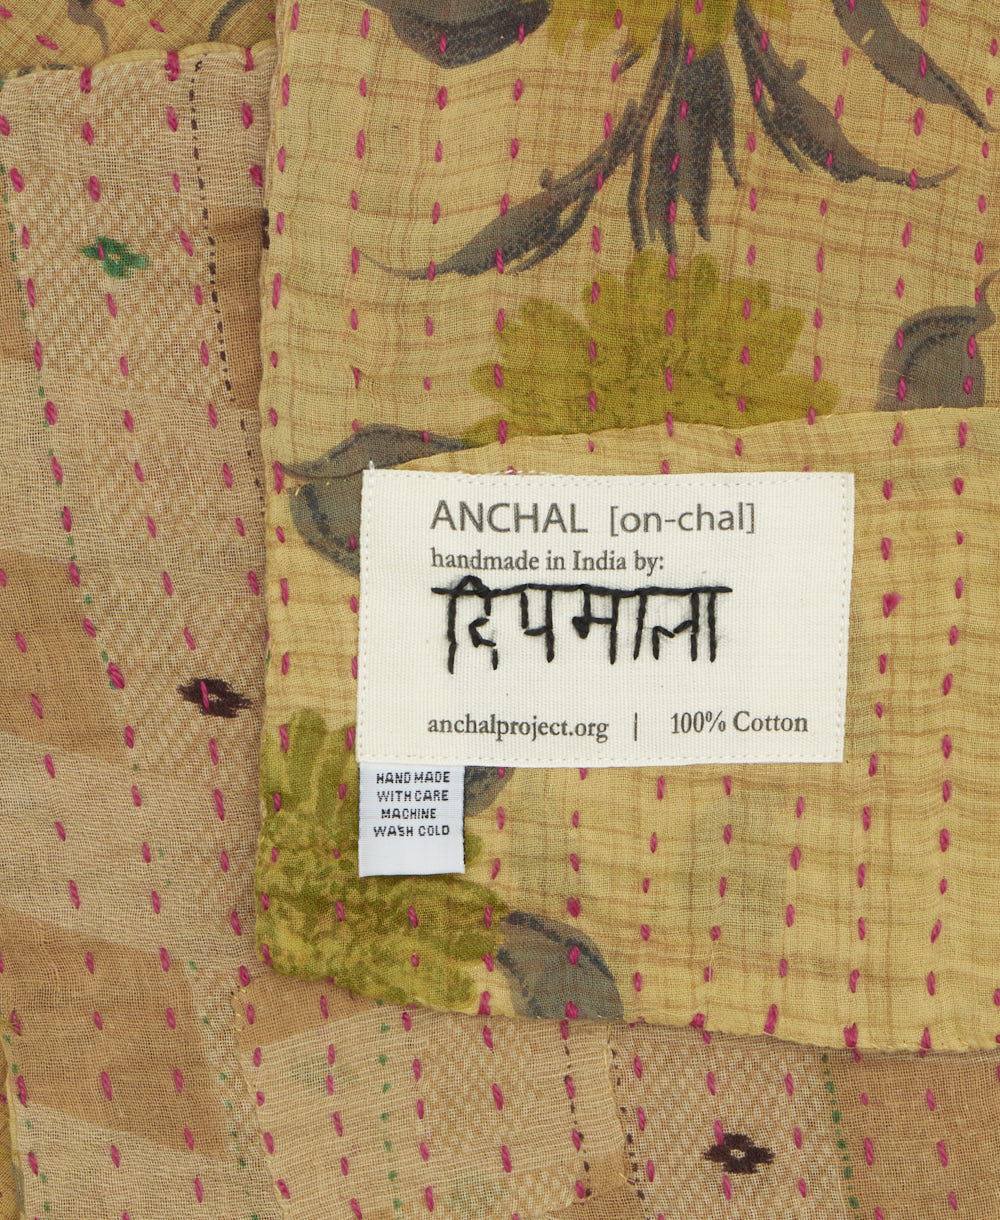 ANCHAL [on-chal]
handmade in India by:
दिपमाला
anchalproject.org | 100% Cotton
HAND MADE
WITH CARE
MACHINE
WASH COLD